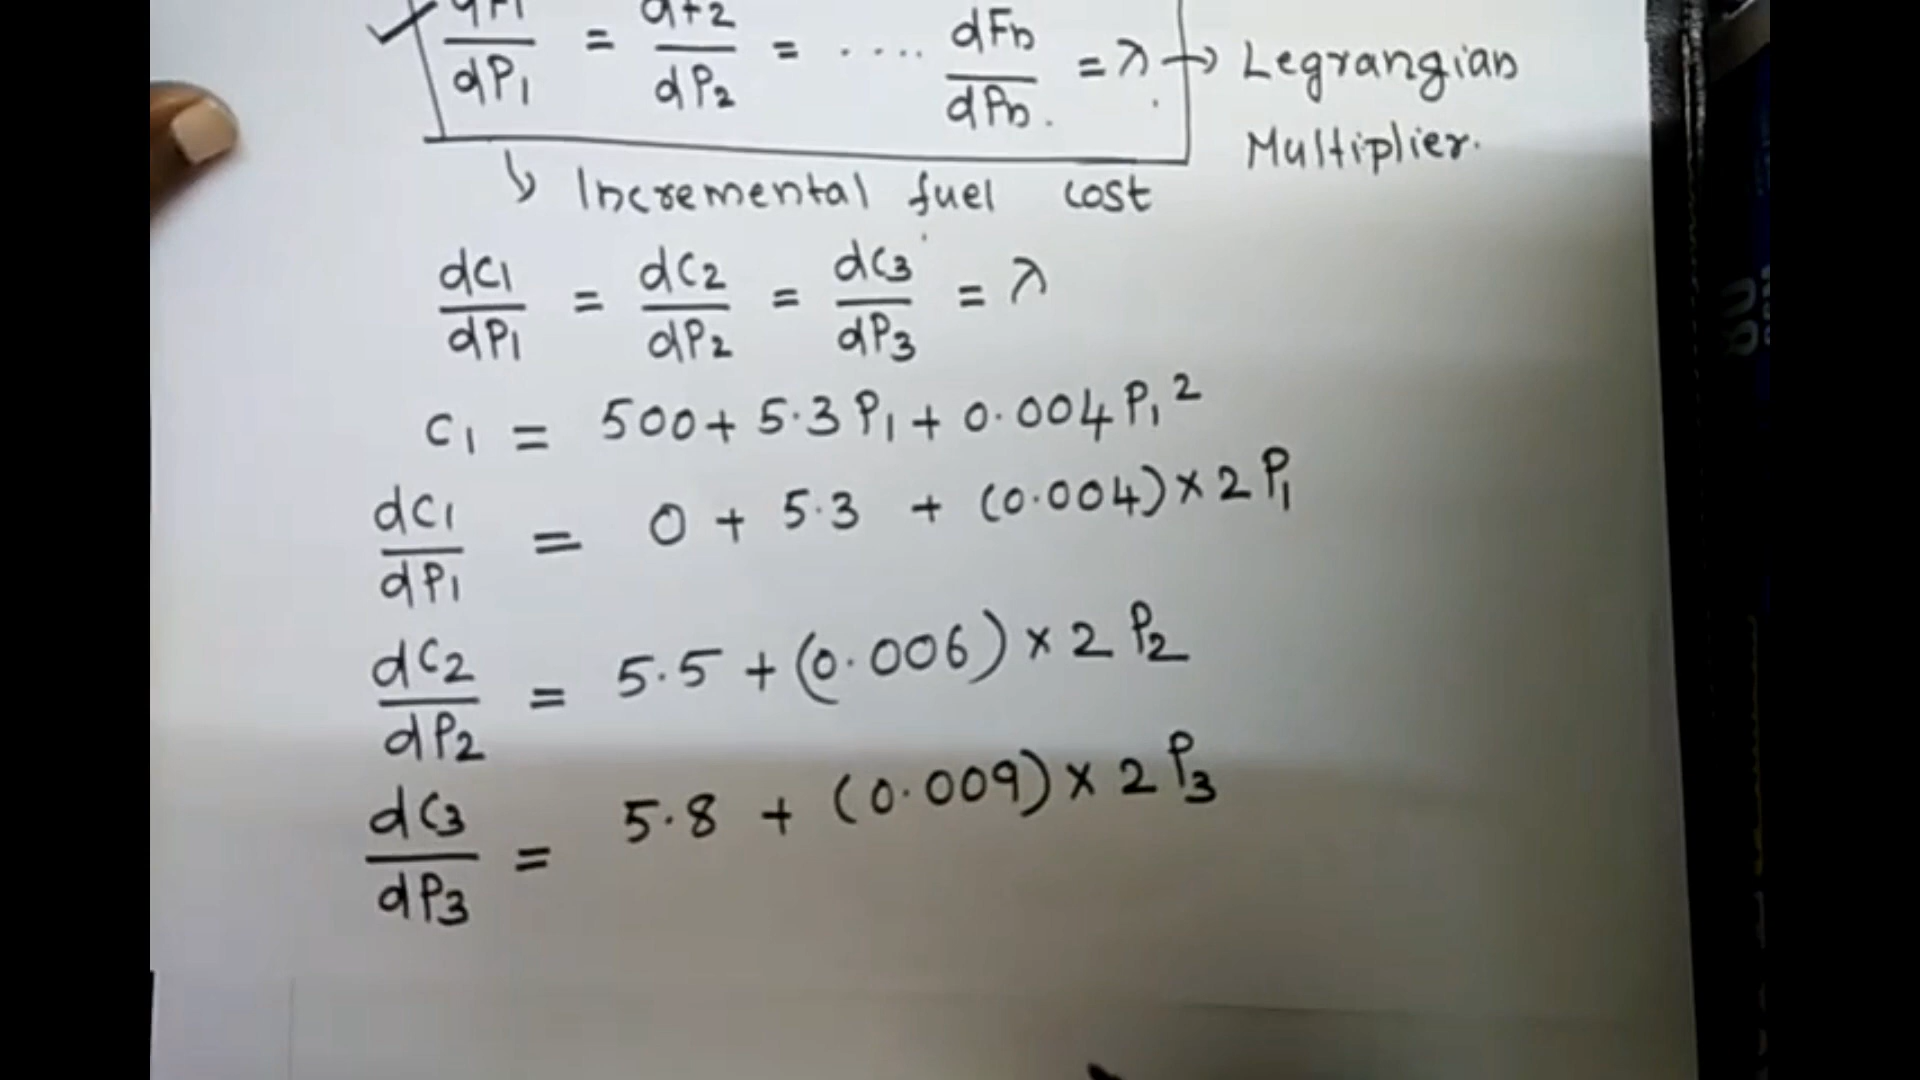 dF1/dP1 = dF2/dP2 = .... dFn/dPn. = λ. → Legrangian
Multiplier.
↳ Incremental fuel cost
dC1/dP1 = dC2/dP2 = dC3/dP3 = λ
C1 = 500 + 5.3 P1 + 0.004 P1²
dC1/dP1 = 0 + 5.3 + (0.004) × 2 P1
dC2/dP2 = 5.5 + (0.006) × 2 P2
dC3/dP3 = 5.8 + (0.009) × 2 P3